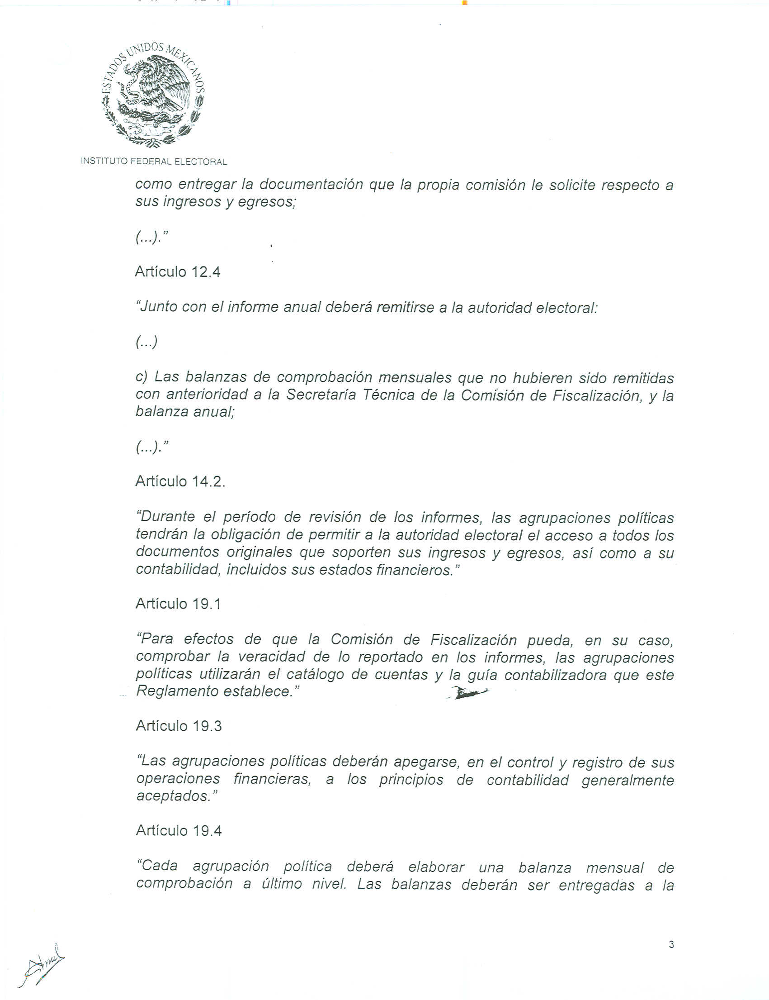 ESTADOS UNIDOS MEXICANOS
INSTITUTO FEDERAL ELECTORAL
como entregar la documentación que la propia comisión le solicite respecto a
sus ingresos y egresos;
(...).”
Artículo 12.4
“Junto con el informe anual deberá remitirse a la autoridad electoral:
(...)
c) Las balanzas de comprobación mensuales que no hubieren sido remitidas
con anterioridad a la Secretaría Técnica de la Comisión de Fiscalización, y la
balanza anual;
(...).”
Artículo 14.2.
“Durante el período de revisión de los informes, las agrupaciones políticas
tendrán la obligación de permitir a la autoridad electoral el acceso a todos los
documentos originales que soporten sus ingresos y egresos, así como a su
contabilidad, incluidos sus estados financieros.”
Artículo 19.1
“Para efectos de que la Comisión de Fiscalización pueda, en su caso,
comprobar la veracidad de lo reportado en los informes, las agrupaciones
políticas utilizarán el catálogo de cuentas y la guía contabilizadora que este
Reglamento establece.”
Artículo 19.3
“Las agrupaciones políticas deberán apegarse, en el control y registro de sus
operaciones financieras, a los principios de contabilidad generalmente
aceptados.”
Artículo 19.4
“Cada agrupación política deberá elaborar una balanza mensual de
comprobación a último nivel. Las balanzas deberán ser entregadas a la
3